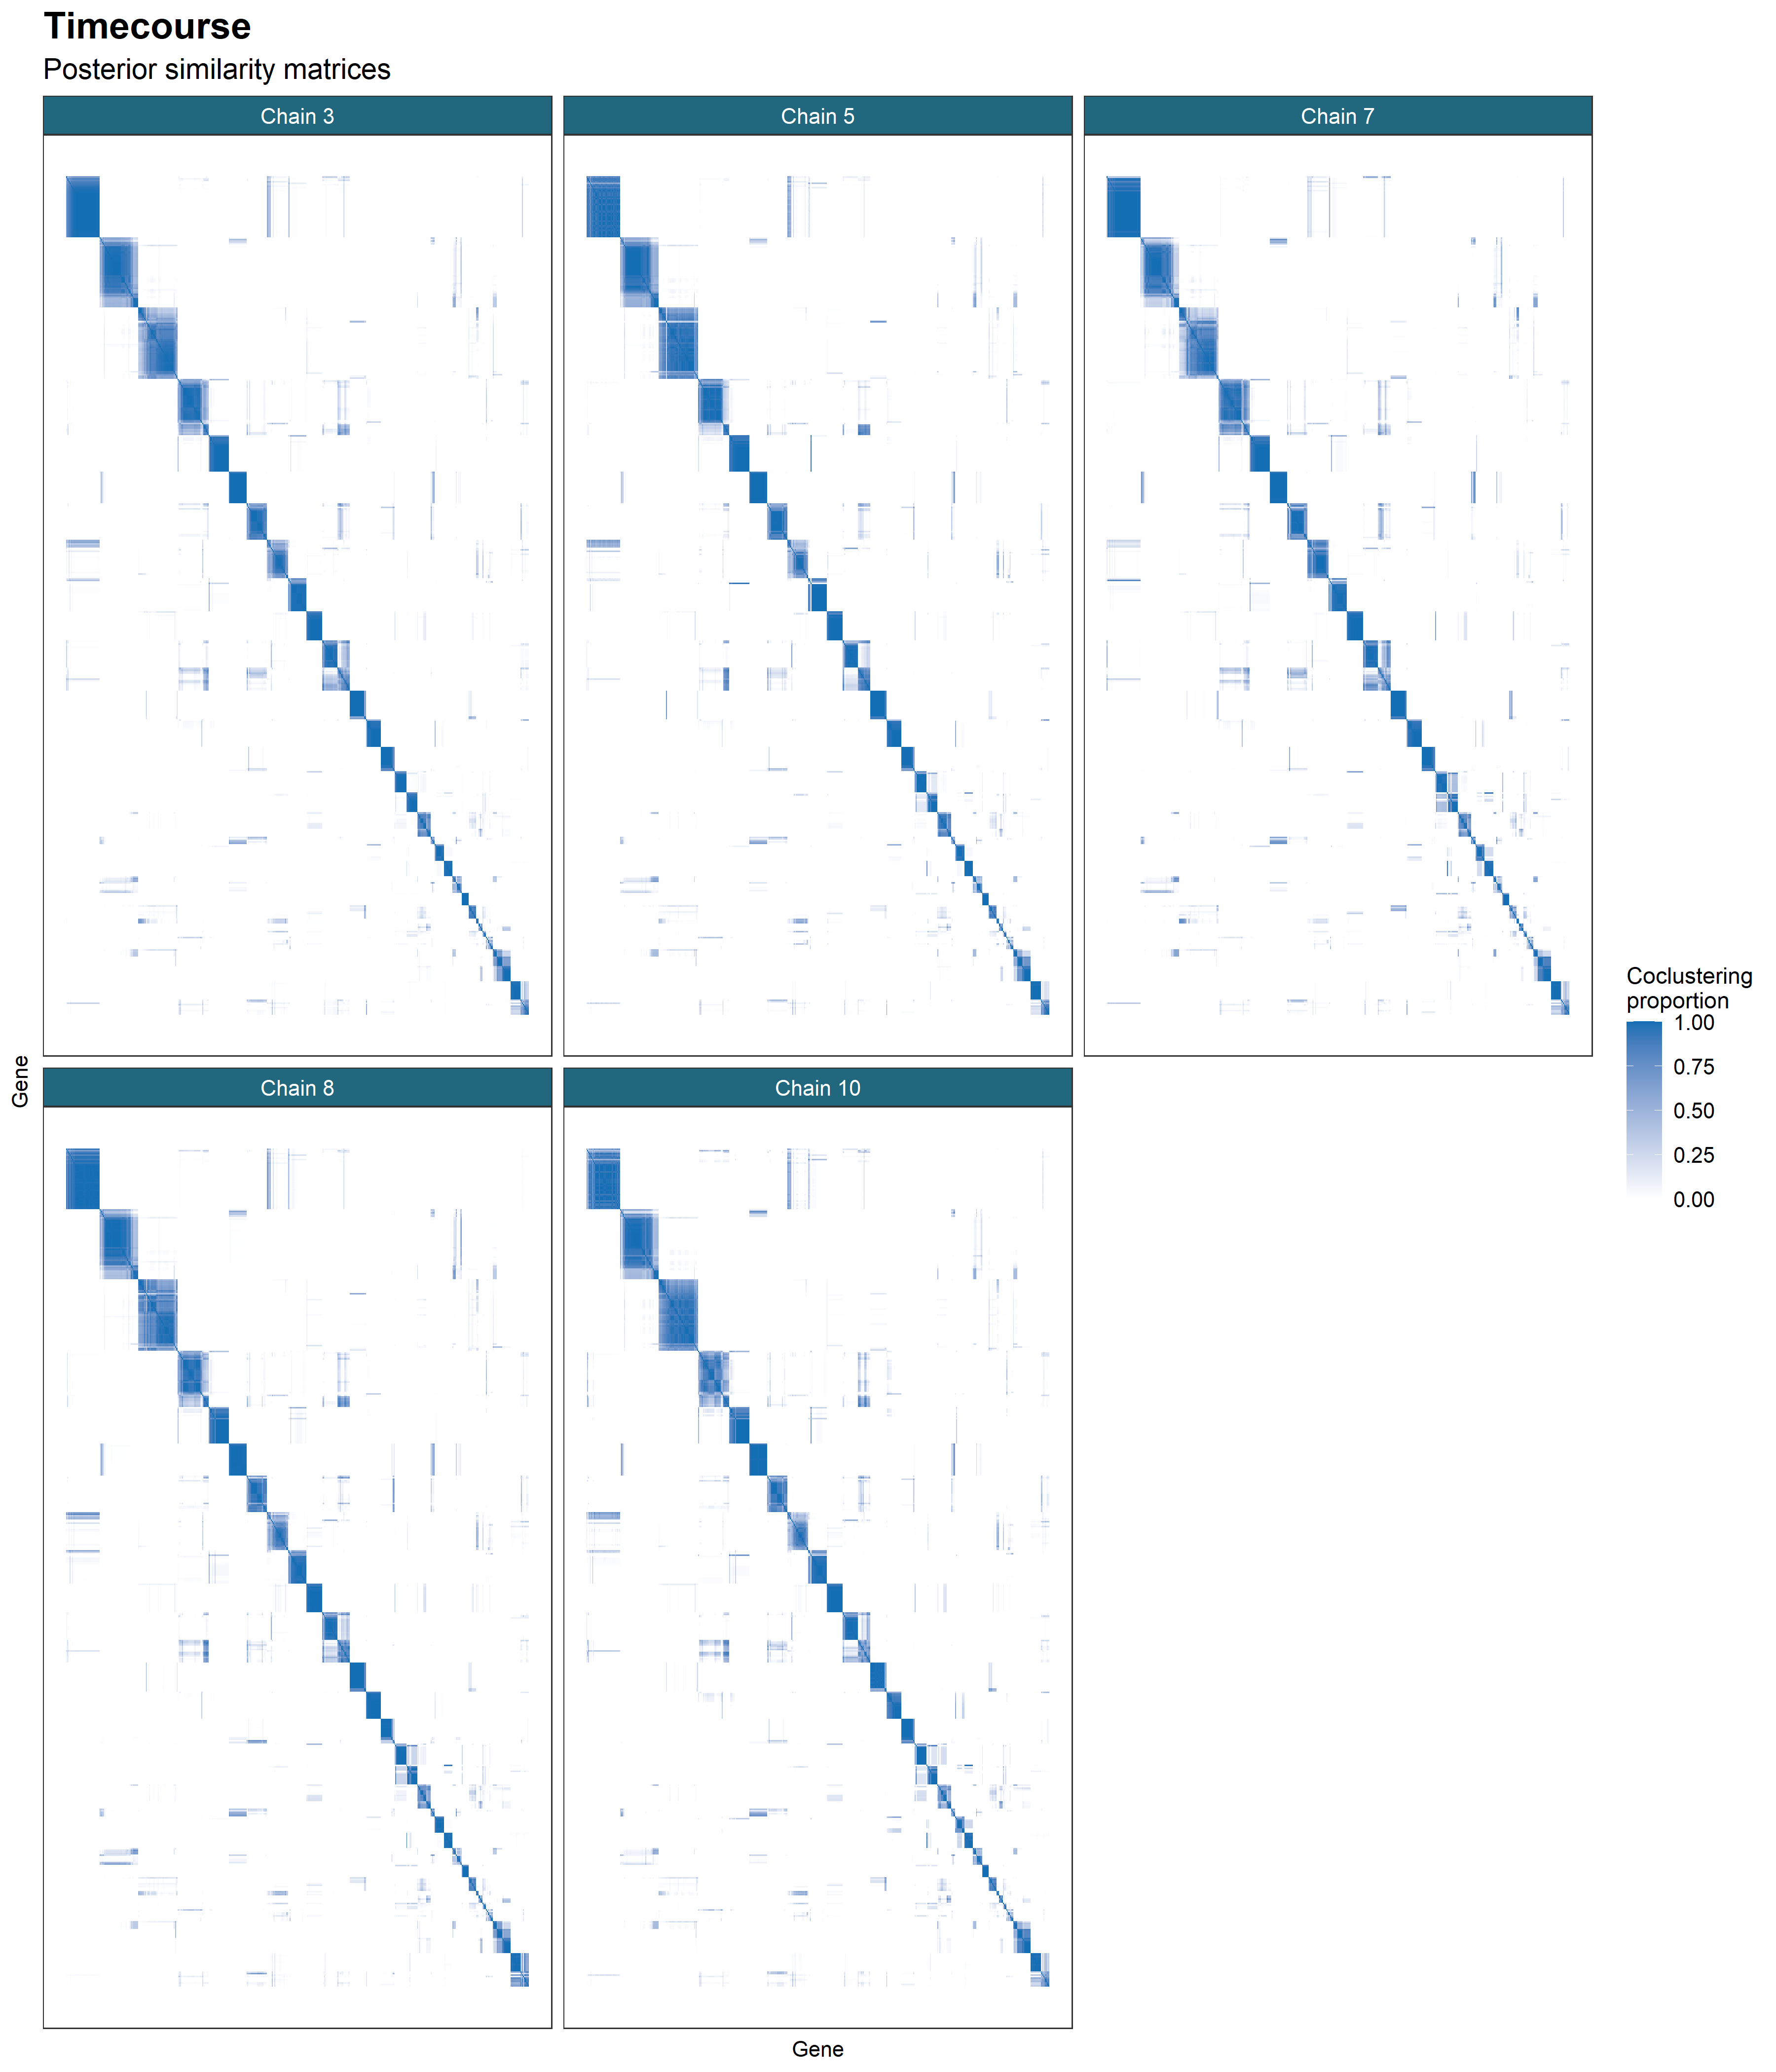 Timecourse
Posterior similarity matrices
Chain 3
Chain 5
Chain 7
Gene
Chain 8
Chain 10
Coclustering
proportion
1.00
0.75
0.50
0.25
0.00
Gene